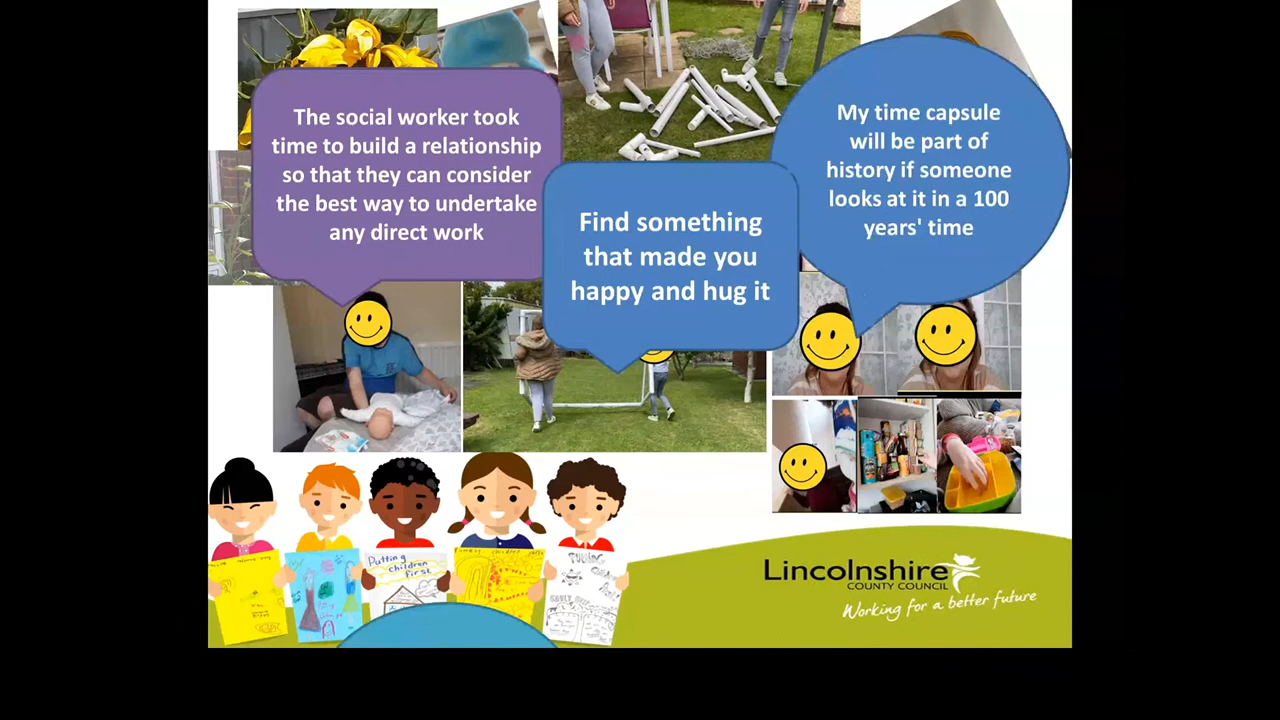 The social worker took
time to build a relationship
so that they can consider
the best way to undertake
any direct work
Find something
that made you
happy and hug it
My time capsule
will be part of
history if someone
looks at it in a 100
years' time
Putting
children
first
Lincolnshire
COUNTY COUNCIL
Working for a better future